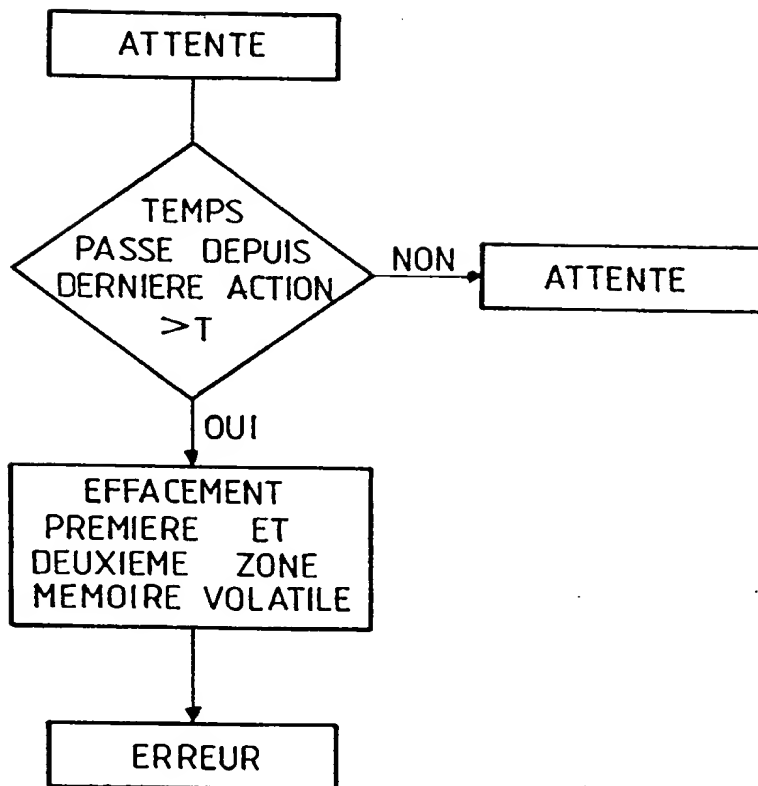 ATTENTE
TEMPS
PASSE DEPUIS
DERNIERE ACTION
>T
NON
ATTENTE
OUI
EFFACEMENT
PREMIERE ET
DEUXIEME ZONE
MEMOIRE VOLATILE
ERREUR